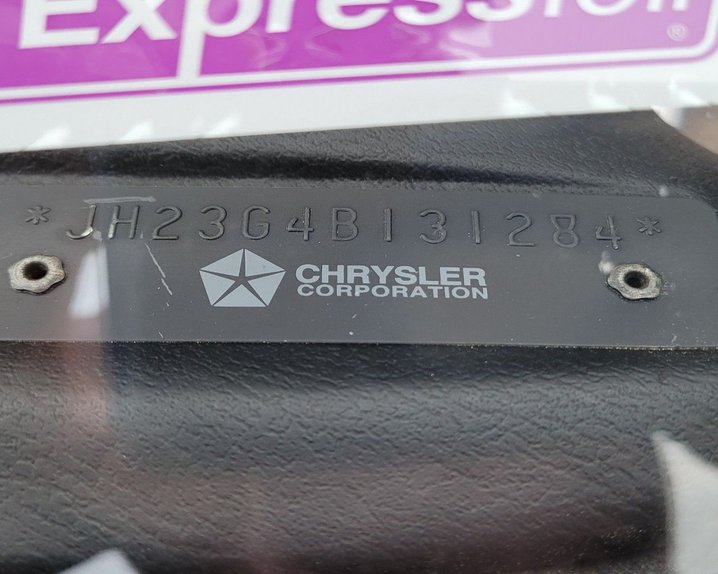 Expression
®
*JH23G4B131284*
CHRYSLER
CORPORATION